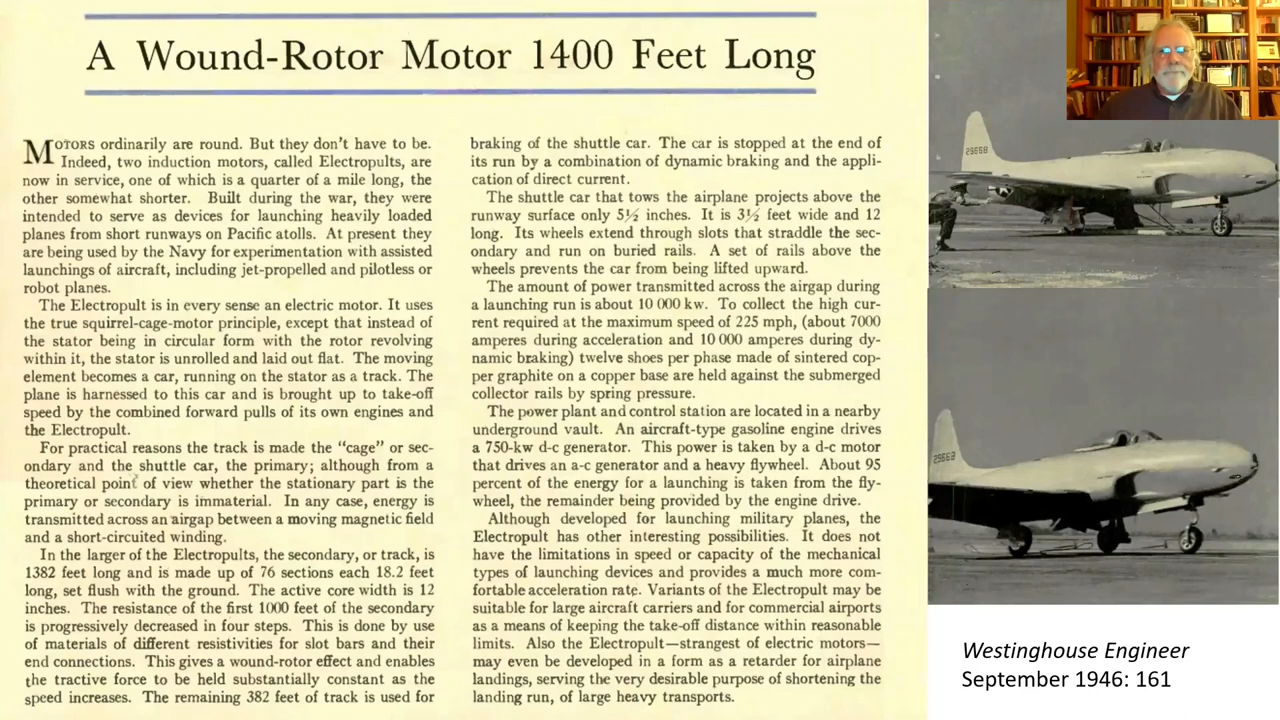 A Wound-Rotor Motor 1400 Feet Long
MOTORS ordinarily are round. But they don't have to be.
Indeed, two induction motors, called Electropults, are
now in service, one of which is a quarter of a mile long, the
other somewhat shorter. Built during the war, they were
intended to serve as devices for launching heavily loaded
planes from short runways on Pacific atolls. At present they
are being used by the Navy for experimentation with assisted
launchings of aircraft, including jet-propelled and pilotless or
robot planes.
The Electropult is in every sense an electric motor. It uses
the true squirrel-cage-motor principle, except that instead of
the stator being in circular form with the rotor revolving
within it, the stator is unrolled and laid out flat. The moving
element becomes a car, running on the stator as a track. The
plane is harnessed to this car and is brought up to take-off
speed by the combined forward pulls of its own engines and
the Electropult.
For practical reasons the track is made the "cage" or sec-
ondary and the shuttle car, the primary; although from a
theoretical point of view whether the stationary part is the
primary or secondary is immaterial. In any case, energy is
transmitted across an airgap between a moving magnetic field
and a short-circuited winding.
In the larger of the Electropults, the secondary, or track, is
1382 feet long and is made up of 76 sections each 18.2 feet
long, set flush with the ground. The active core width is 12
inches. The resistance of the first 1000 feet of the secondary
is progressively decreased in four steps. This is done by use
of materials of different resistivities for slot bars and their
end connections. This gives a wound-rotor effect and enables
the tractive force to be held substantially constant as the
speed increases. The remaining 382 feet of track is used for
braking of the shuttle car. The car is stopped at the end of
its run by a combination of dynamic braking and the appli-
cation of direct current.
The shuttle car that tows the airplane projects above the
runway surface only 5½ inches. It is 3½ feet wide and 12
long. Its wheels extend through slots that straddle the sec-
ondary and run on buried rails. A set of rails above the
wheels prevents the car from being lifted upward.
The amount of power transmitted across the airgap during
a launching run is about 10 000 kw. To collect the high cur-
rent required at the maximum speed of 225 mph, (about 7000
amperes during acceleration and 10 000 amperes during dy-
namic braking) twelve shoes per phase made of sintered cop-
per graphite on a copper base are held against the submerged
collector rails by spring pressure.
The power plant and control station are located in a nearby
underground vault. An aircraft-type gasoline engine drives
a 750-kw d-c generator. This power is taken by a d-c motor
that drives an a-c generator and a heavy flywheel. About 95
percent of the energy for a launching is taken from the fly-
wheel, the remainder being provided by the engine drive.
Although developed for launching military planes, the
Electropult has other interesting possibilities. It does not
have the limitations in speed or capacity of the mechanical
types of launching devices and provides a much more com-
fortable acceleration rate. Variants of the Electropult may be
suitable for large aircraft carriers and for commercial airports
as a means of keeping the take-off distance within reasonable
limits. Also the Electropult—strangest of electric motors—
may even be developed in a form as a retarder for airplane
landings, serving the very desirable purpose of shortening the
landing run, of large heavy transports.
Westinghouse Engineer
September 1946: 161